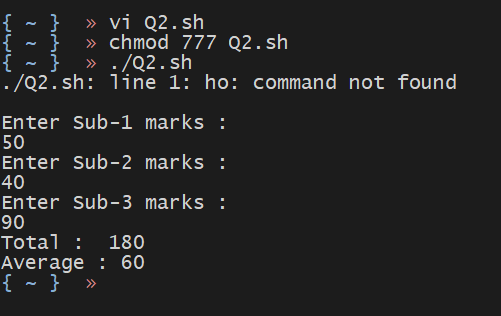 { ~ } » vi Q2.sh
{ ~ } » chmod 777 Q2.sh
{ ~ } » ./Q2.sh
./Q2.sh: line 1: ho: command not found
Enter Sub-1 marks :
50
Enter Sub-2 marks :
40
Enter Sub-3 marks :
90
Total :  180
Average : 60
{ ~ } »